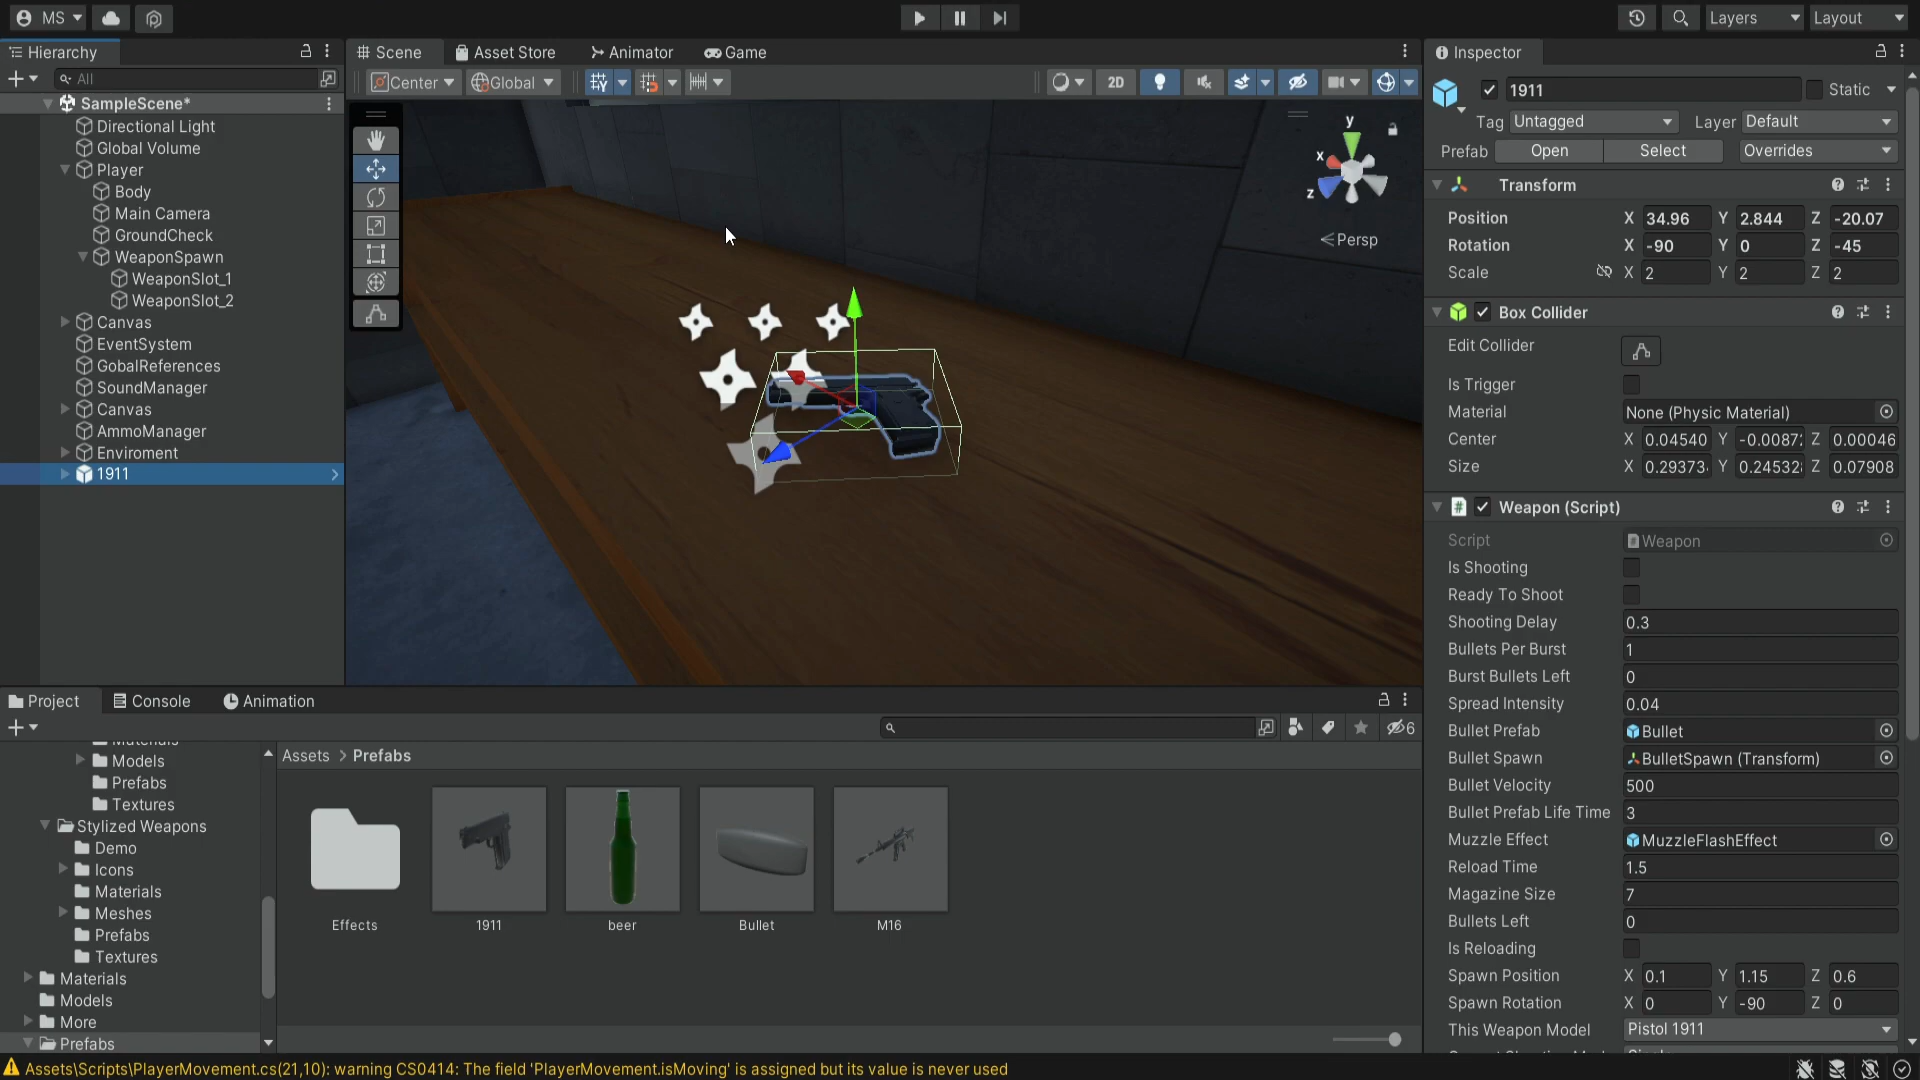 MS
Layers
Layout
Hierarchy
Scene
Asset Store
Animator
Game
Inspector
All
Center
Global
2D
1911
Static
SampleScene*
Tag Untagged
Layer Default
Directional Light
Global Volume
Prefab
Open
Select
Overrides
Player
Transform
Body
Position X 34.96 Y 2.844 Z -20.07
Main Camera
Rotation X -90 Y 0 Z -45
GroundCheck
Scale X 2 Y 2 Z 2
WeaponSpawn
y
x
z
Persp
WeaponSlot_1
WeaponSlot_2
Box Collider
Canvas
Edit Collider
EventSystem
Is Trigger
GobalReferences
Material None (Physic Material)
SoundManager
Center X 0.04540 Y -0.0087 Z 0.00046
Canvas
Size X 0.29373 Y 0.24532 Z 0.07908
AmmoManager
Enviroment
1911
Weapon (Script)
Script Weapon
Is Shooting
Ready To Shoot
Shooting Delay 0.3
Bullets Per Burst 1
Burst Bullets Left 0
Spread Intensity 0.04
Bullet Prefab Bullet
Bullet Spawn BulletSpawn (Transform)
Bullet Velocity 500
Bullet Prefab Life Time 3
Muzzle Effect MuzzleFlashEffect
Reload Time 1.5
Magazine Size 7
Bullets Left 0
Is Reloading
Spawn Position X 0.1 Y 1.15 Z 0.6
Spawn Rotation X 0 Y -90 Z 0
This Weapon Model Pistol 1911
Project
Console
Animation
6
Materials
Models
Prefabs
Textures
Stylized Weapons
Demo
Icons
Materials
Meshes
Prefabs
Textures
Materials
Models
More
Prefabs
Assets > Prefabs
Effects
1911
beer
Bullet
M16
Assets\Scripts\PlayerMovement.cs(21,10): warning CS0414: The field 'PlayerMovement.isMoving' is assigned but its value is never used